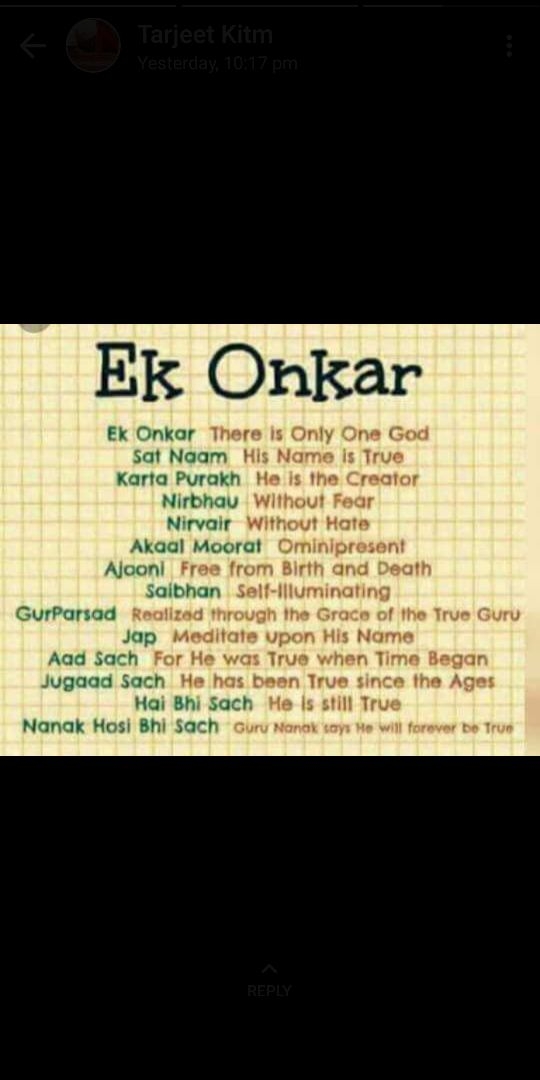 Tarjeet Kitm
Yesterday, 10:17 pm
Ek Onkar
Ek Onkar There is Only One God
Sat Naam His Name is True
Karta Purakh He is the Creator
Nirbhau Without Fear
Nirvair Without Hate
Akaal Moorat Ominipresent
Ajooni Free from Birth and Death
Saibhan Self-Illuminating
GurParsad Realized through the Grace of the True Guru
Jap Meditate upon His Name
Aad Sach For He was True when Time Began
Jugaad Sach He has been True since the Ages
Hai Bhi Sach He is still True
Nanak Hosi Bhi Sach Guru Nanak says He will forever be True
REPLY